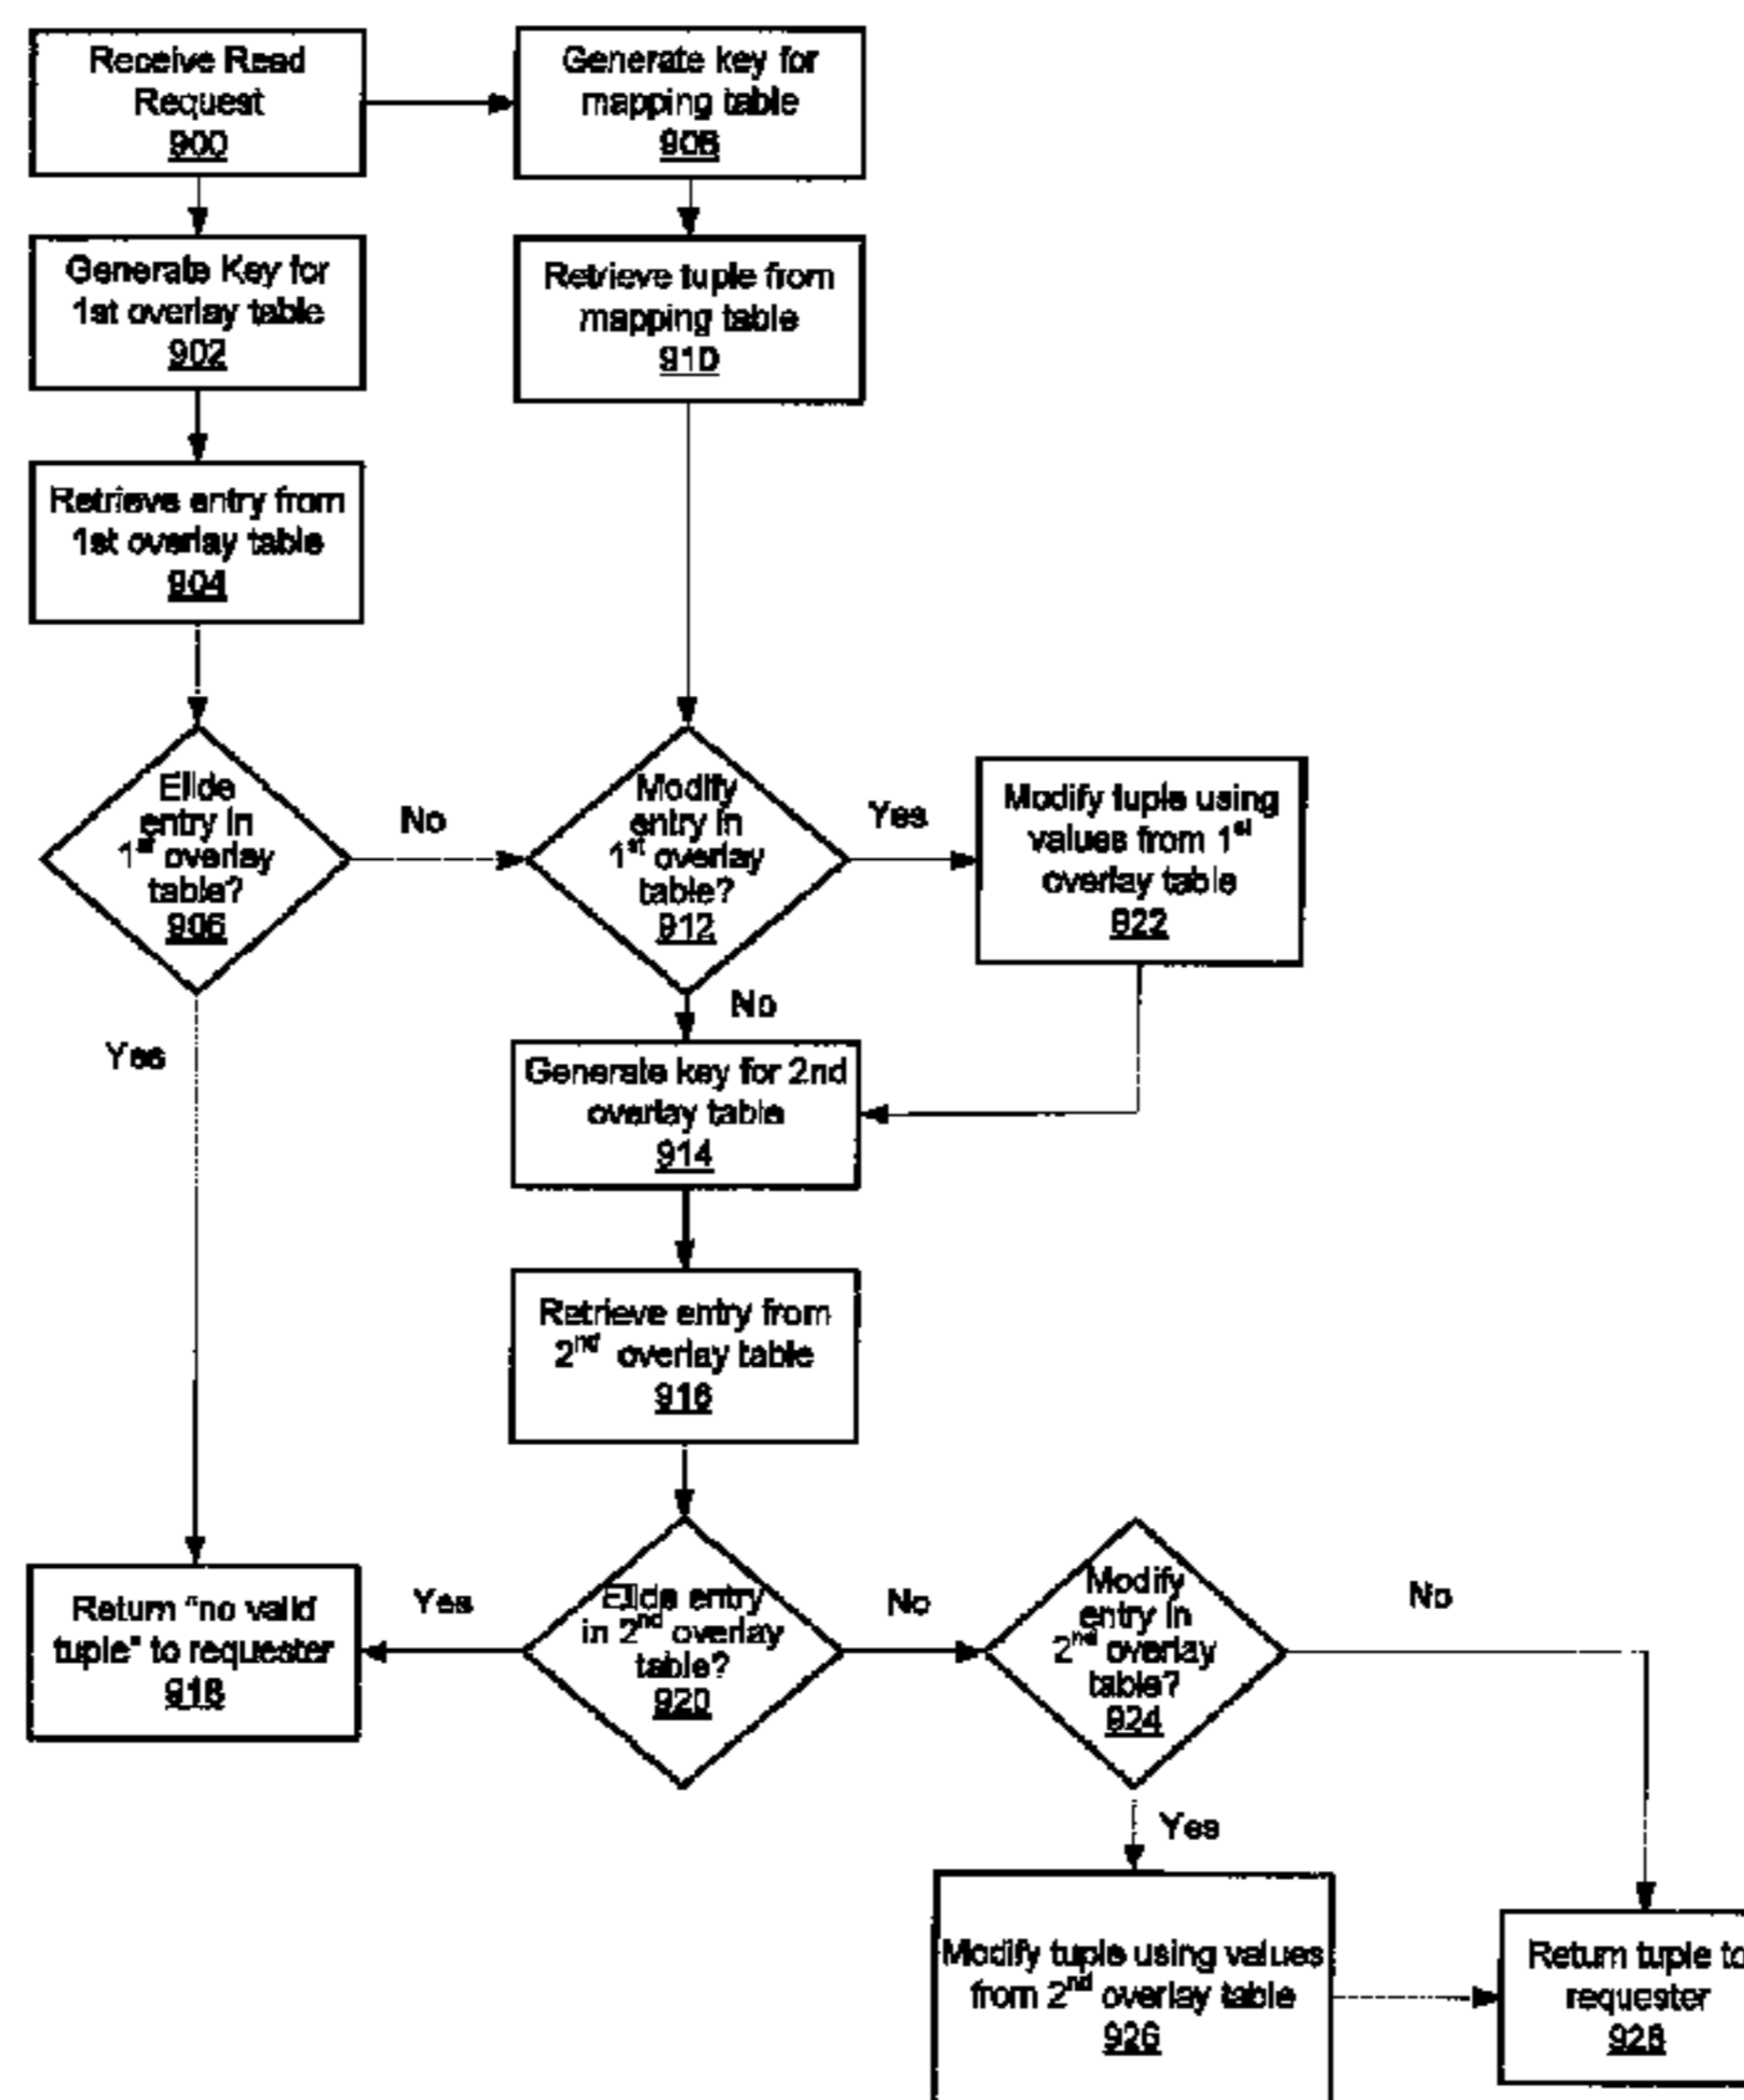 Receive Read
Request
900
Generate key for
mapping table
908
Generate Key for
1st overlay table
902
Retrieve tuple from
mapping table
910
Retrieve entry from
1st overlay table
904
Elide
entry in
1st overlay
table?
906
No
Modify
entry in
1st overlay
table?
912
Yes
Modify tuple using
values from 1st
overlay table
922
No
Yes
Generate key for 2nd
overlay table
914
Retrieve entry from
2nd overlay table
916
Return "no valid
tuple" to requester
918
Yes
Elide entry
in 2nd overlay
table?
920
No
Modify
entry in
2nd overlay
table?
924
No
Yes
Modify tuple using values
from 2nd overlay table
926
Return tuple to
requester
928